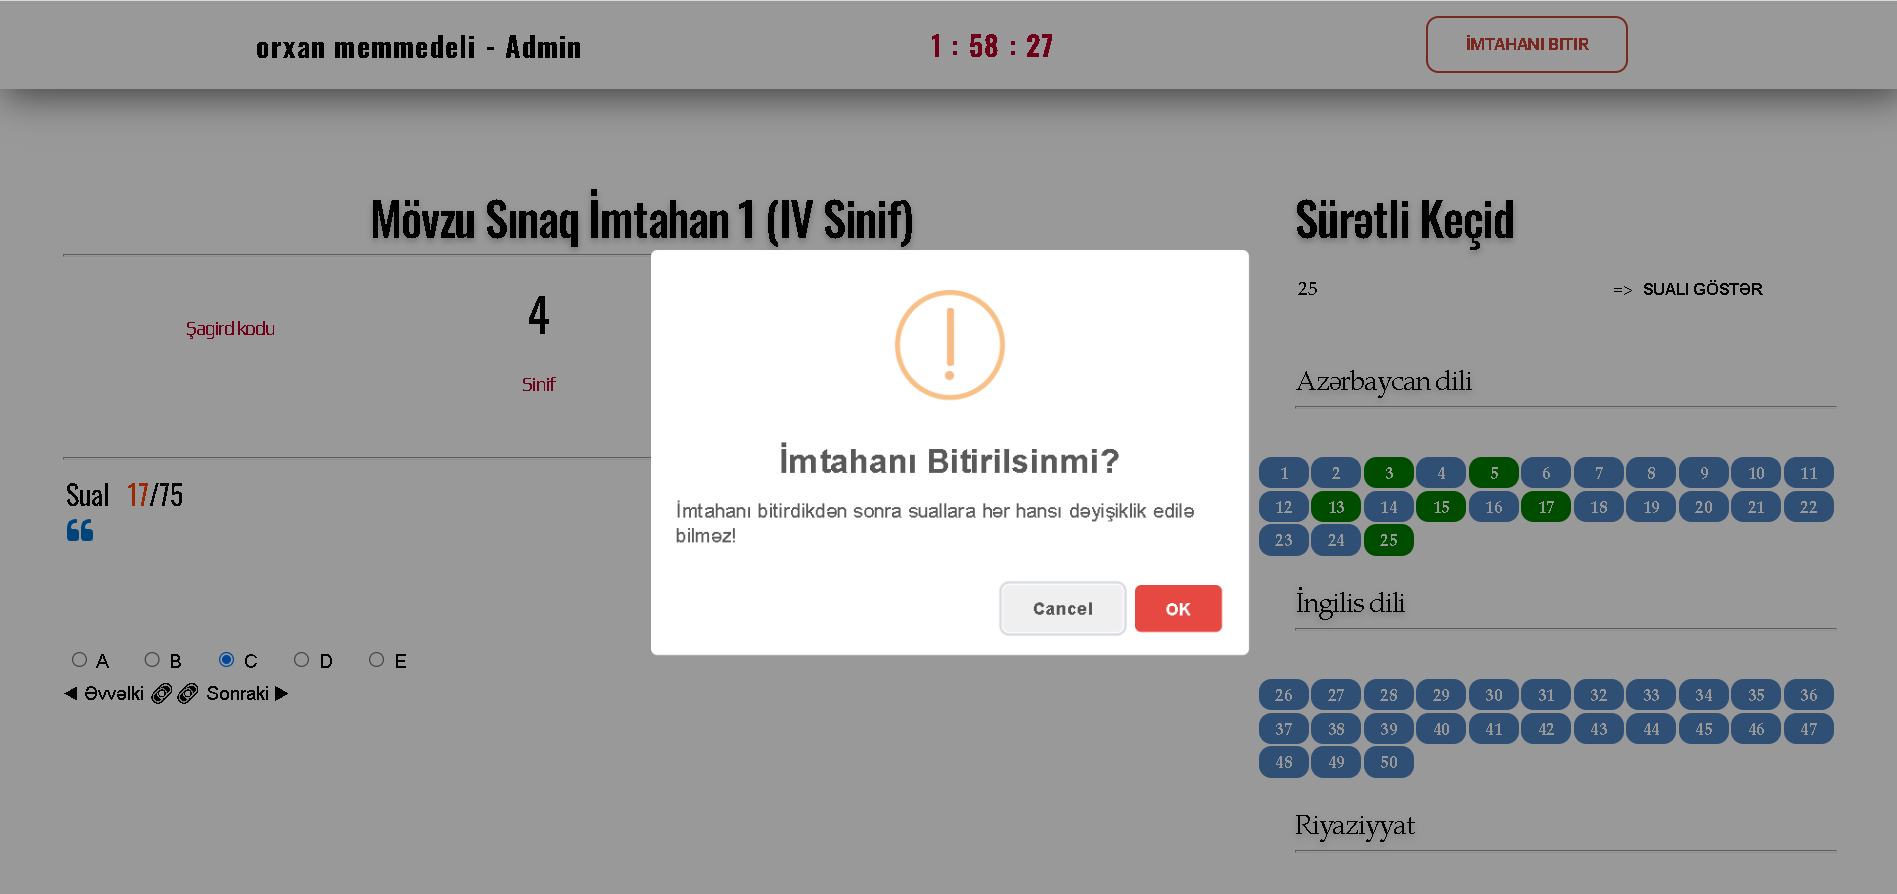 orxan memmedeli - Admin
1 : 58 : 27
İMTAHANI BITIR
Mövzu Sınaq İmtahan 1 (IV Sinif)
Şagird kodu
4
Sinif
Sual 17/75
A B C D E
Əvvəlki Sonraki
İmtahanı Bitirilsinmi?
İmtahanı bitirdikdən sonra suallara hər hansı dəyişiklik edilə
bilməz!
Cancel OK
Sürətli Keçid
25 => SUALI GÖSTƏR
Azərbaycan dili
1 2 3 4 5 6 7 8 9 10 11
12 13 14 15 16 17 18 19 20 21 22
23 24 25
İngilis dili
26 27 28 29 30 31 32 33 34 35 36
37 38 39 40 41 42 43 44 45 46 47
48 49 50
Riyaziyyat